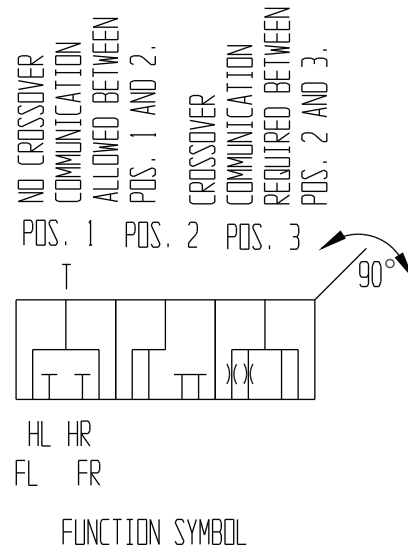 NO CROSSOVER
COMMUNICATION
ALLOWED BETWEEN
POS. 1 AND 2.
CROSSOVER
COMMUNICATION
REQUIRED BETWEEN
POS. 2 AND 3.
POS. 1 POS. 2 POS. 3
T
90°
HL HR
FL FR
FUNCTION SYMBOL